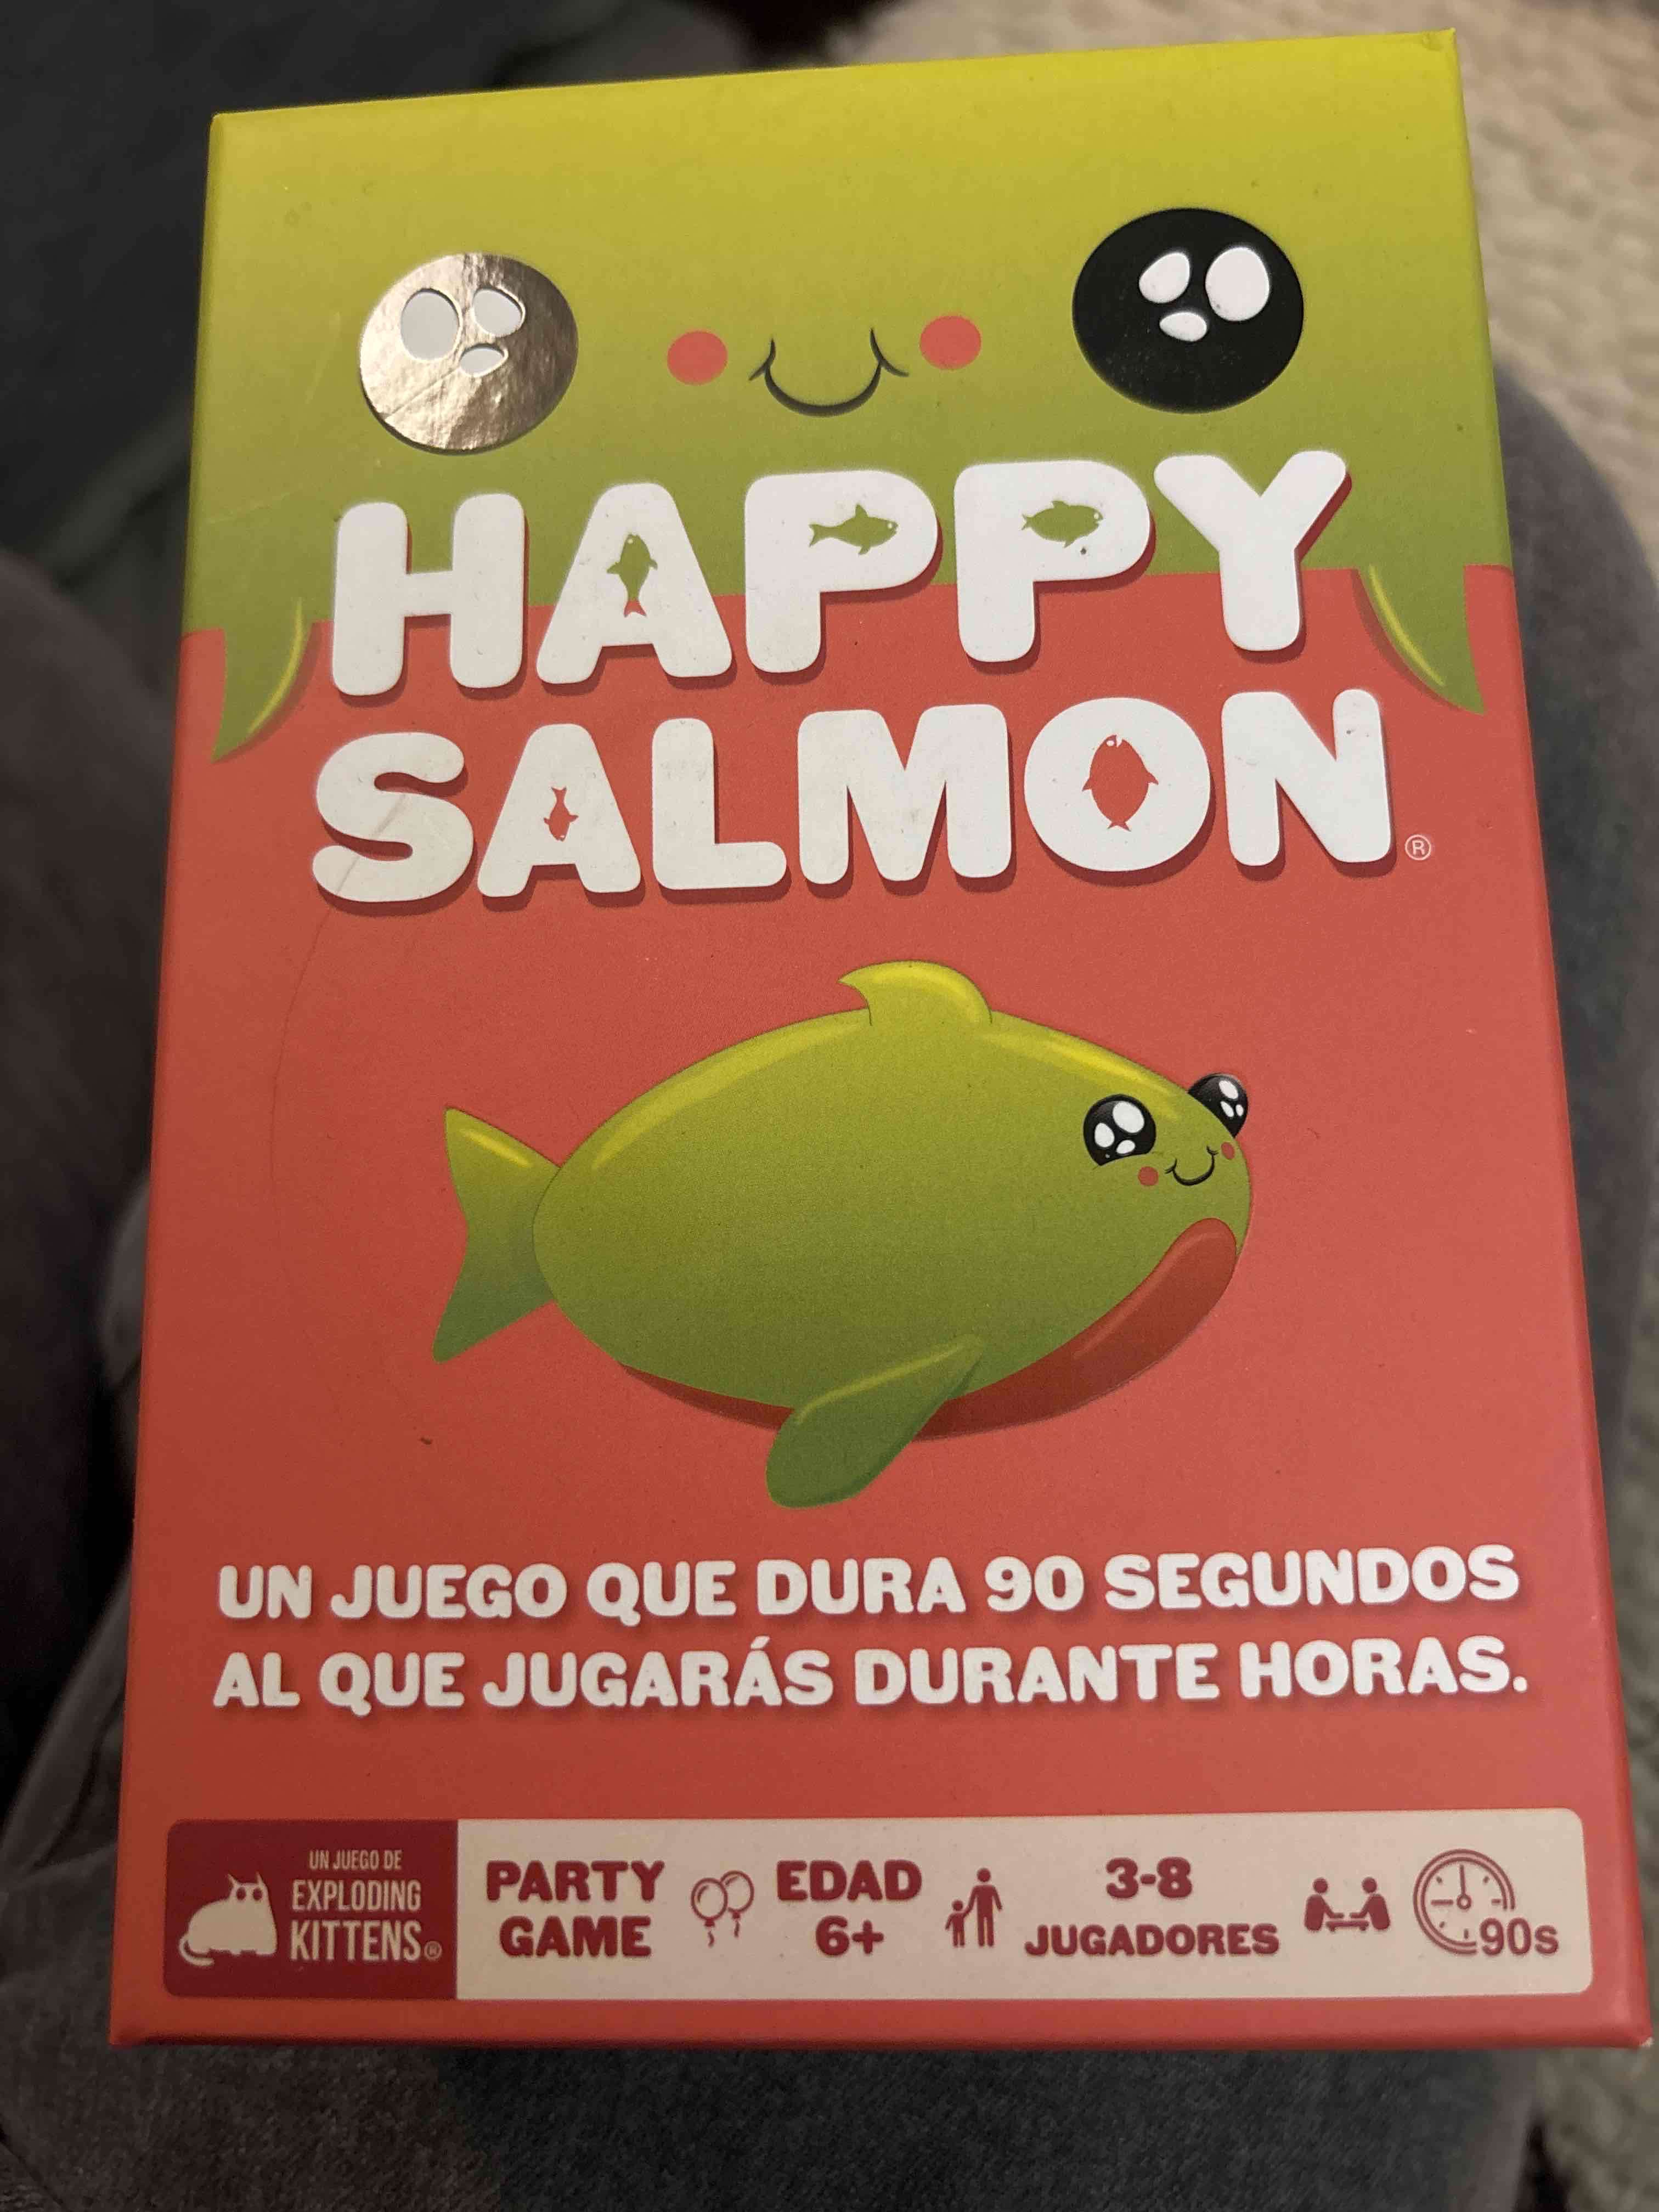 HAPPY
SALMON®
UN JUEGO QUE DURA 90 SEGUNDOS
AL QUE JUGARÁS DURANTE HORAS.
UN JUEGO DE
EXPLODING
KITTENS®
PARTY
GAME
EDAD
6+
3-8
JUGADORES
90s